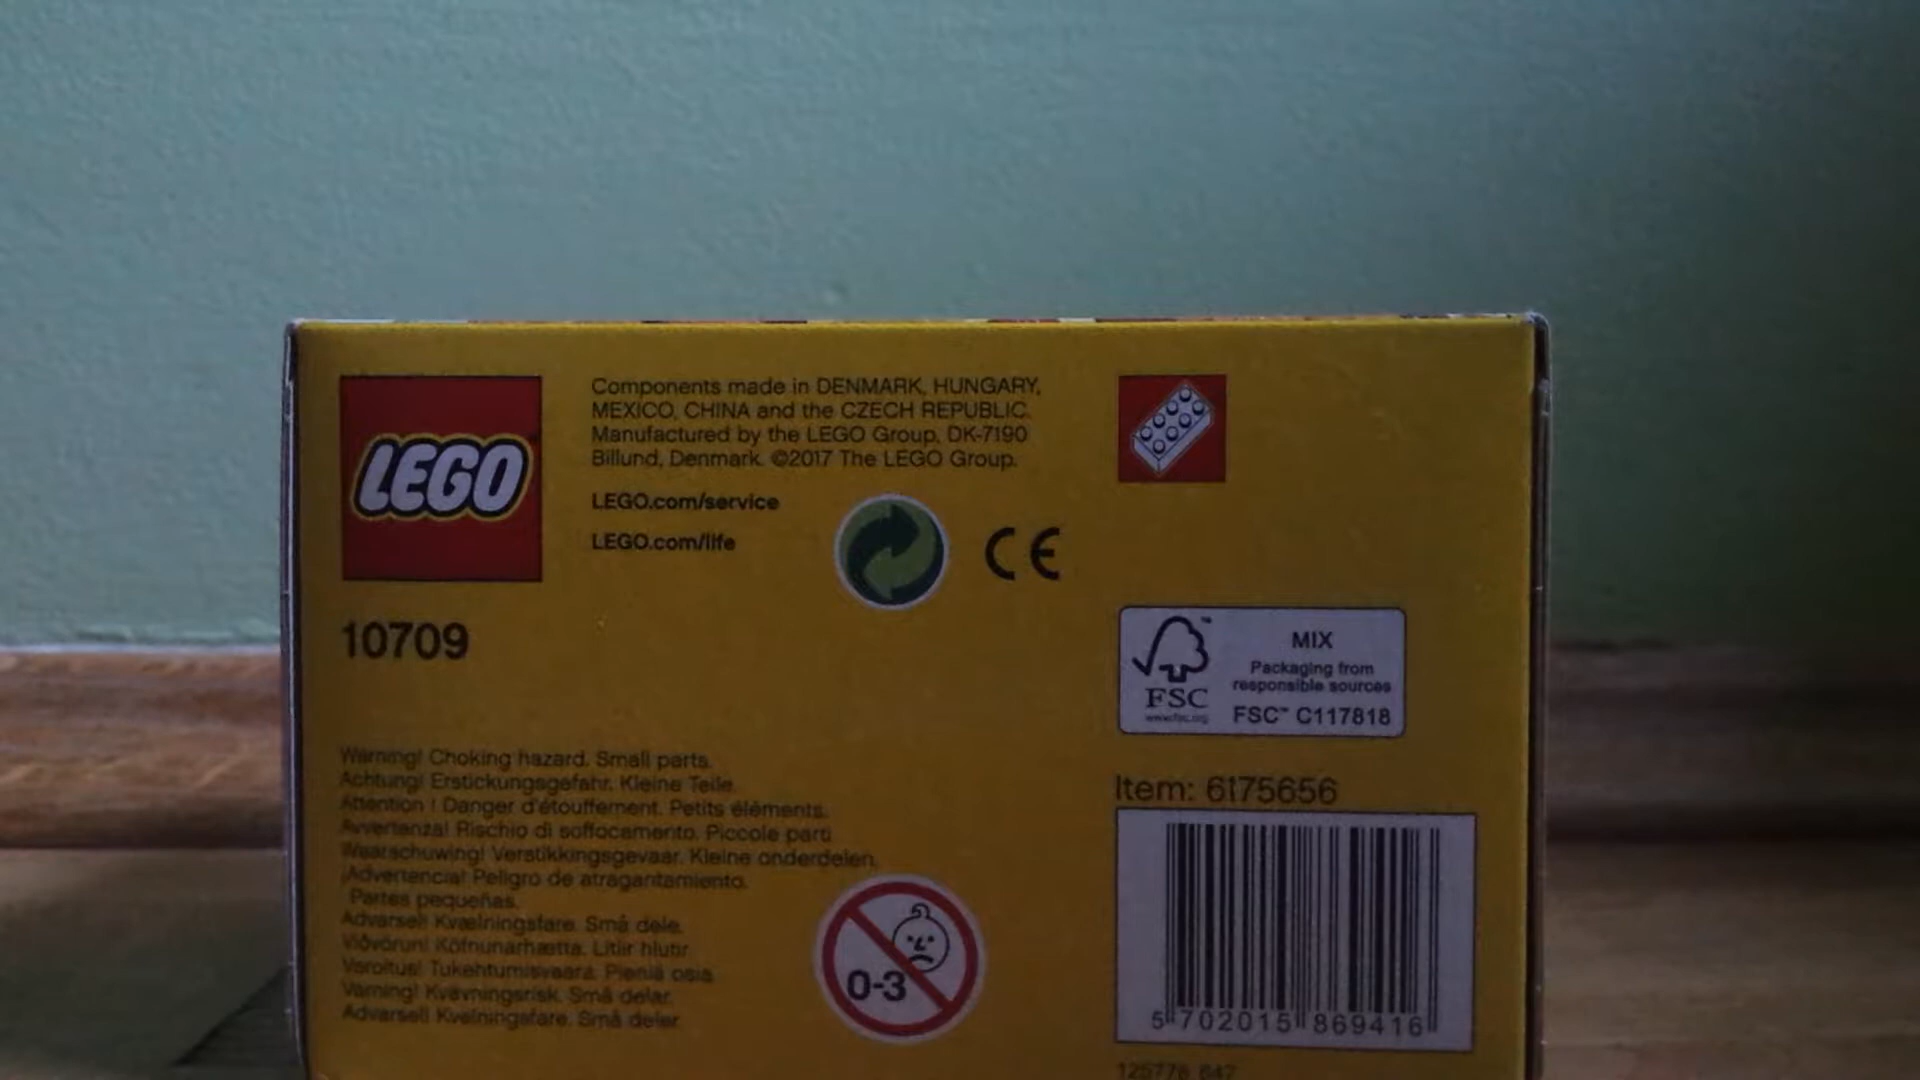 LEGO
Components made in DENMARK, HUNGARY,
MEXICO, CHINA and the CZECH REPUBLIC.
Manufactured by the LEGO Group, DK-7190
Billund, Denmark. ©2017 The LEGO Group.
LEGO.com/service
LEGO.com/life
CE
10709
FSC
www.fsc.org
MIX
Packaging from
responsible sources
FSC™ C117818
Warning! Choking hazard. Small parts.
Achtung! Erstickungsgefahr. Kleine Teile.
Attention ! Danger d'étouffement. Petits éléments.
Avvertenza! Rischio di soffocamento. Piccole parti.
Waarschuwing! Verstikkingsgevaar. Kleine onderdelen.
¡Advertencia! Peligro de atragantamiento.
Partes pequeñas.
Advarsel! Kvælningsfare. Små dele.
Viðvörun! Köfnunarhætta. Litlir hlutir.
Varoitus! Tukehtumisvaara. Pieniä osia.
Varning! Kvävningsrisk. Små delar.
Advarsel! Kvelningsfare. Små deler.
0-3
Item: 6175656
5 702015 869416